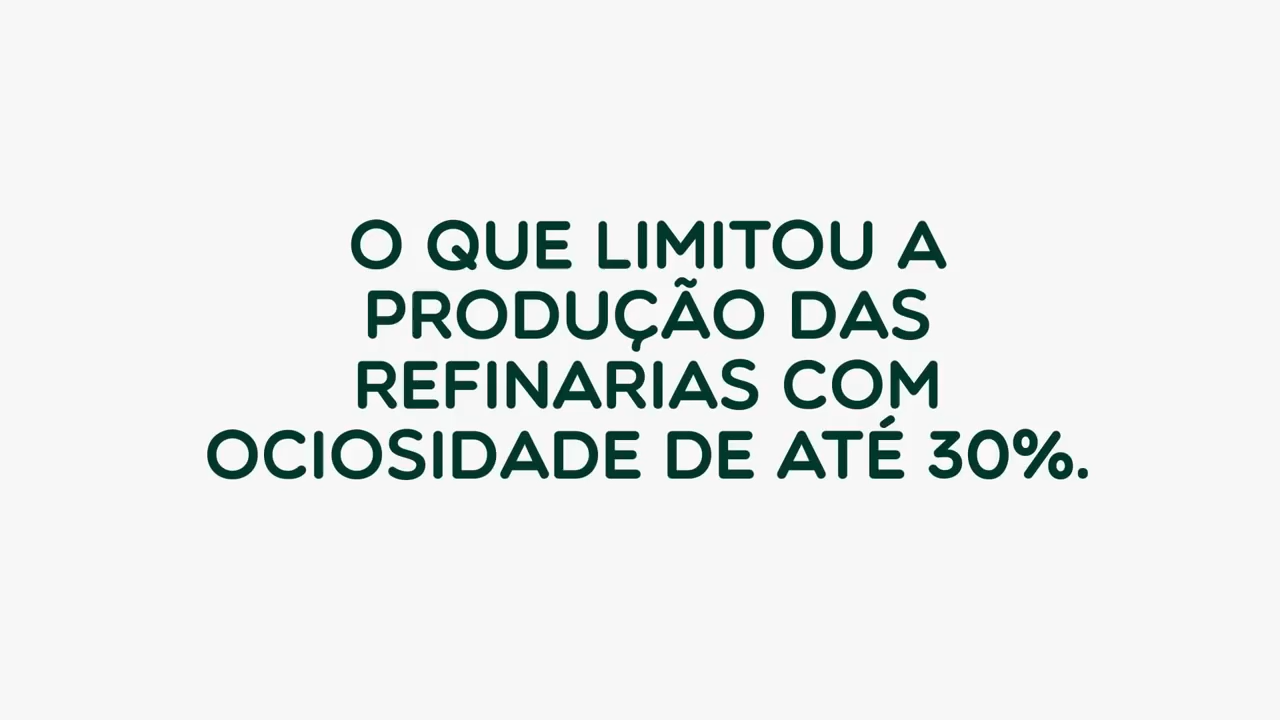 O QUE LIMITOU A
PRODUÇÃO DAS
REFINARIAS COM
OCIOSIDADE DE ATÉ 30%.